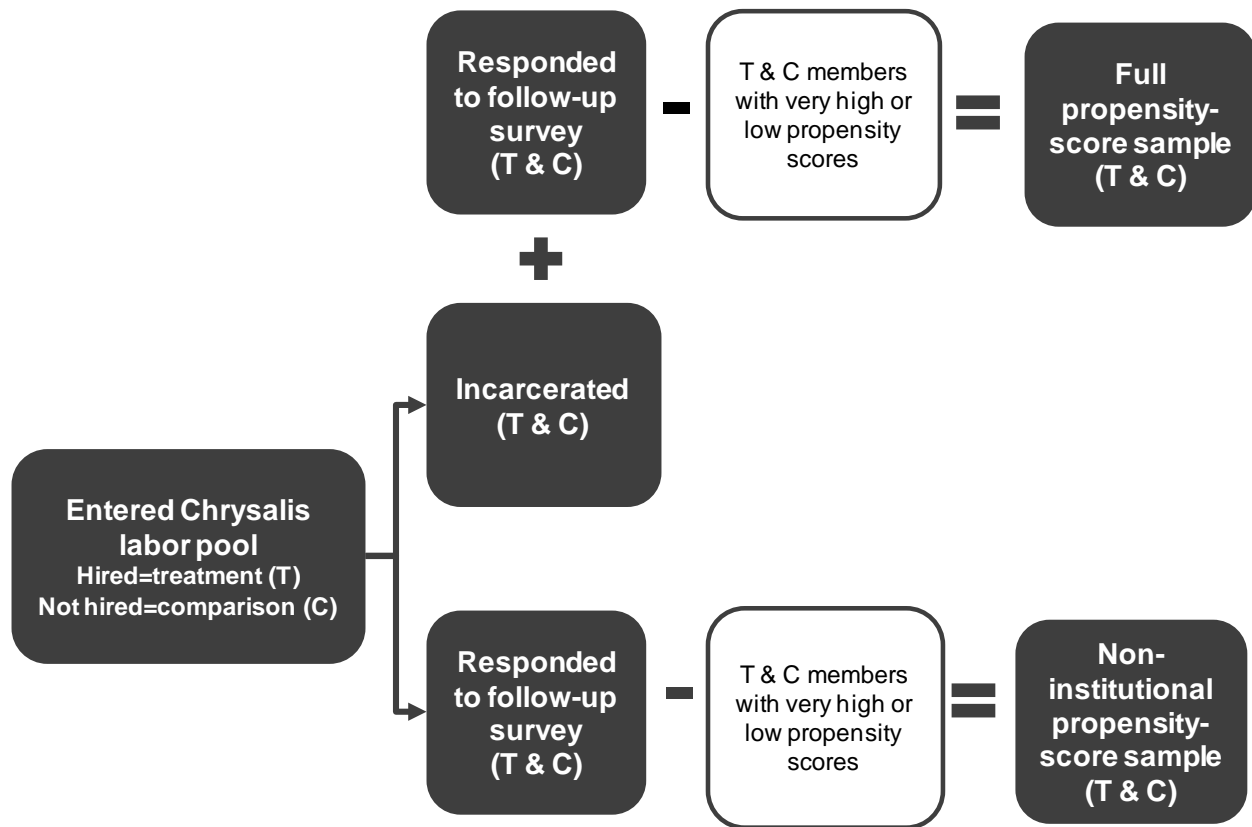 Responded
to follow-up
survey
(T & C)
-
T & C members
with very high or
low propensity
scores
=
Full
propensity-
score sample
(T & C)
+
Incarcerated
(T & C)
Entered Chrysalis
labor pool
Hired=treatment (T)
Not hired=comparison (C)
Responded
to follow-up
survey
(T & C)
-
T & C members
with very high or
low propensity
scores
=
Non-
institutional
propensity-
score sample
(T & C)